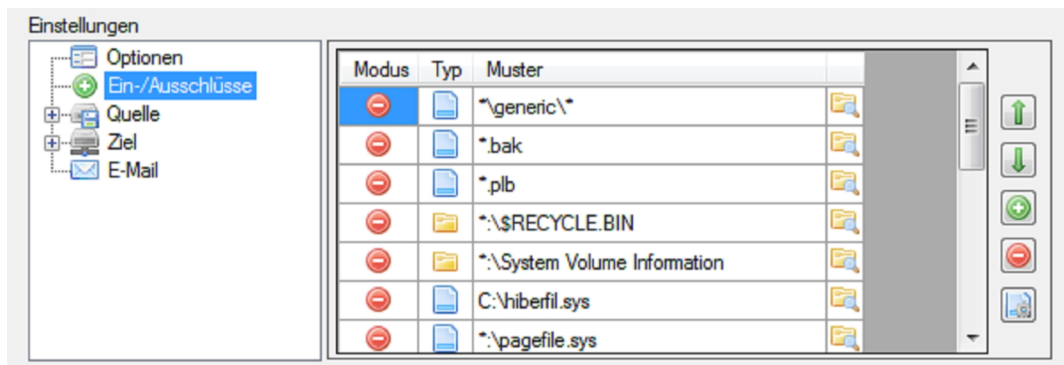 Einstellungen
Optionen
Ein-/Ausschlüsse
Quelle
Ziel
E-Mail
Modus Typ Muster
*\generic\*
*.bak
*.plb
*:\$RECYCLE.BIN
*:\System Volume Information
C:\hiberfil.sys
*:\pagefile.sys